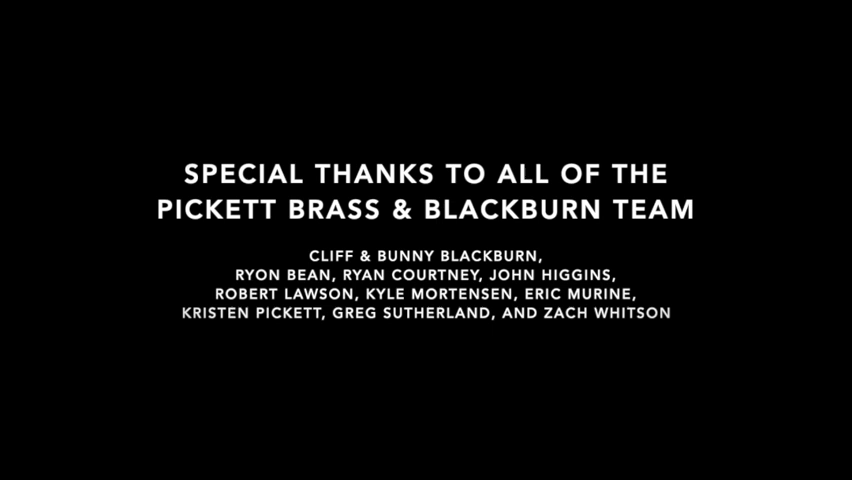 SPECIAL THANKS TO ALL OF THE
PICKETT BRASS & BLACKBURN TEAM
CLIFF & BUNNY BLACKBURN,
RYON BEAN, RYAN COURTNEY, JOHN HIGGINS,
ROBERT LAWSON, KYLE MORTENSEN, ERIC MURINE,
KRISTEN PICKETT, GREG SUTHERLAND, AND ZACH WHITSON